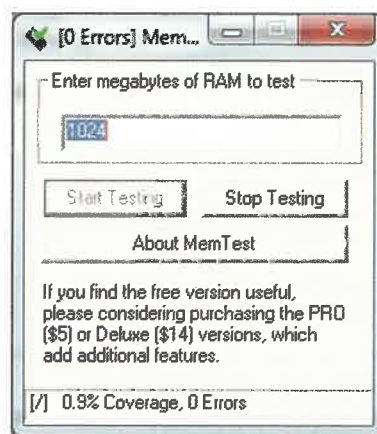 [0 Errors] Mem...
Enter megabytes of RAM to test
1024
Start Testing
Stop Testing
About MemTest
If you find the free version useful,
please considering purchasing the PRO
($5) or Deluxe ($14) versions, which
add additional features.
[/] 0.9% Coverage, 0 Errors